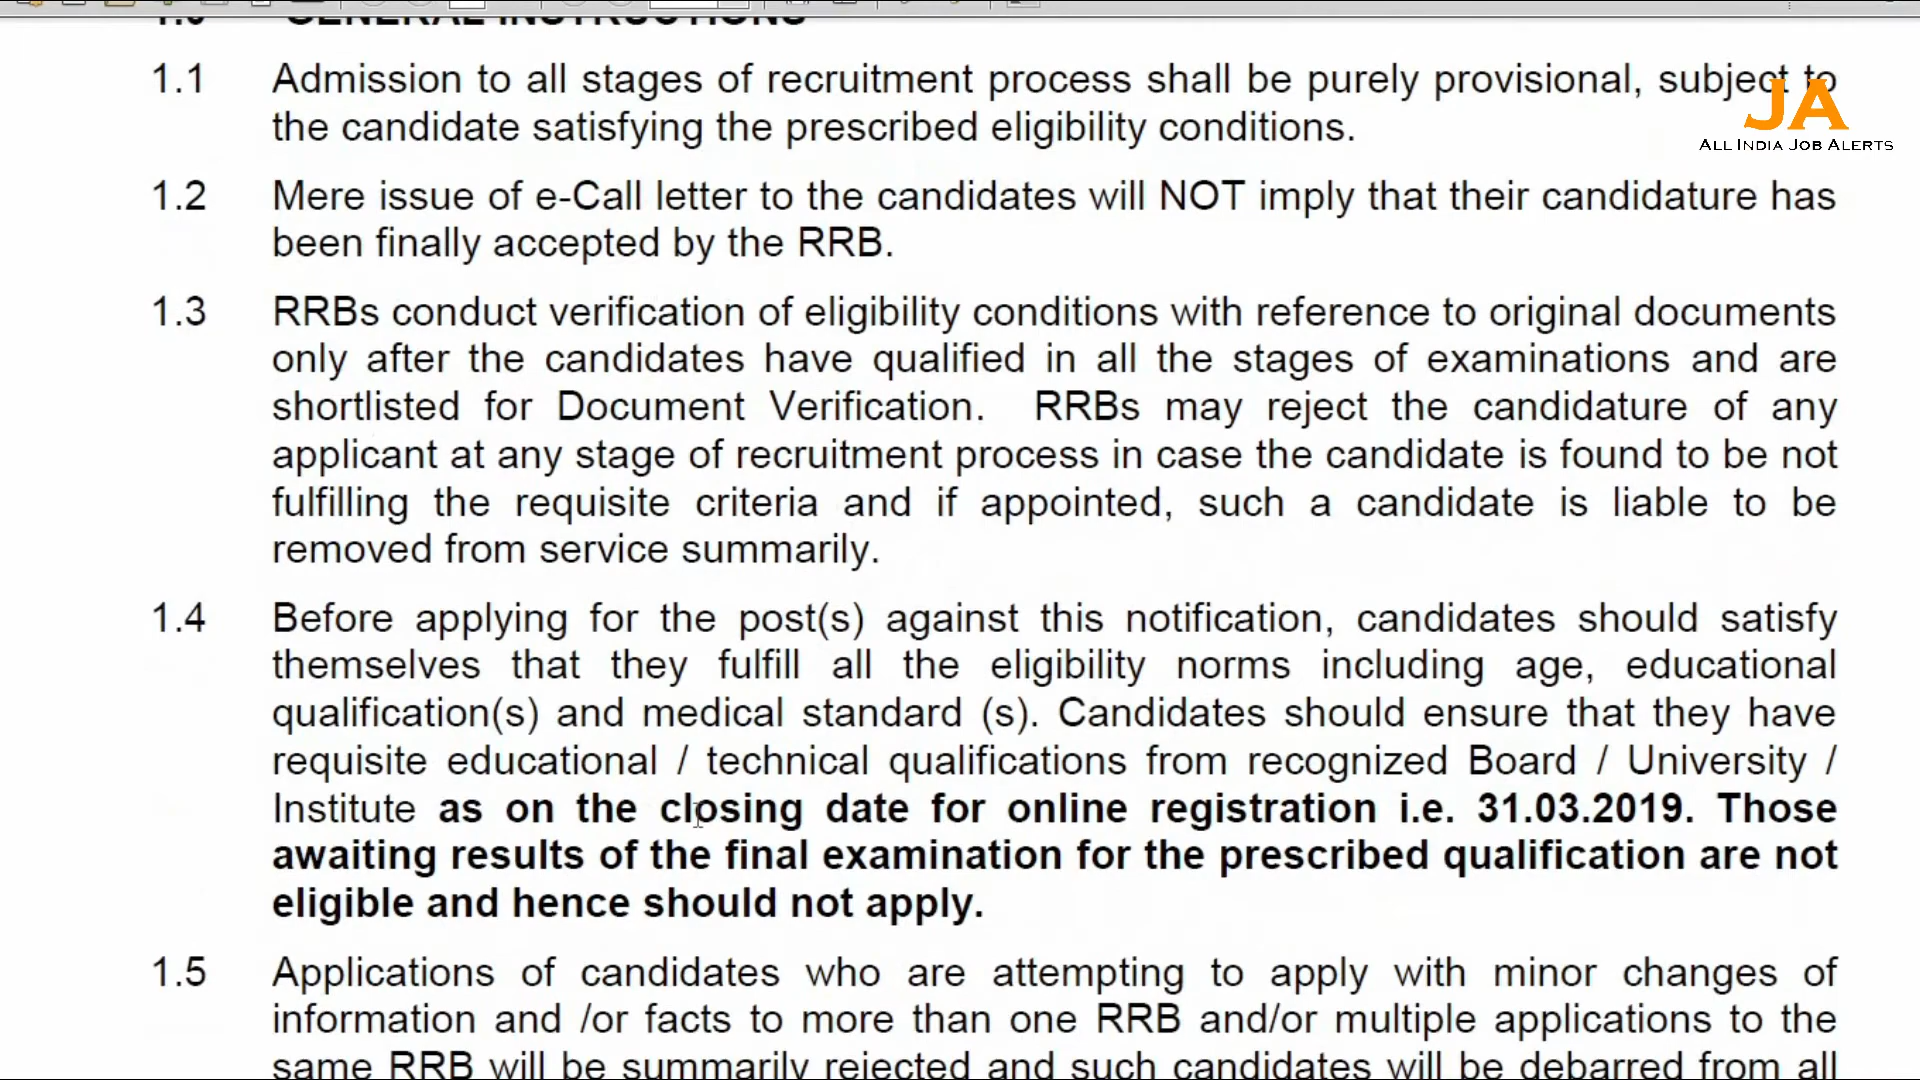 1.0 GENERAL INSTRUCTIONS
1.1 Admission to all stages of recruitment process shall be purely provisional, subject to
the candidate satisfying the prescribed eligibility conditions.
JA
ALL INDIA JOB ALERTS
1.2 Mere issue of e-Call letter to the candidates will NOT imply that their candidature has
been finally accepted by the RRB.
1.3 RRBs conduct verification of eligibility conditions with reference to original documents
only after the candidates have qualified in all the stages of examinations and are
shortlisted for Document Verification. RRBs may reject the candidature of any
applicant at any stage of recruitment process in case the candidate is found to be not
fulfilling the requisite criteria and if appointed, such a candidate is liable to be
removed from service summarily.
1.4 Before applying for the post(s) against this notification, candidates should satisfy
themselves that they fulfill all the eligibility norms including age, educational
qualification(s) and medical standard (s). Candidates should ensure that they have
requisite educational / technical qualifications from recognized Board / University /
Institute as on the closing date for online registration i.e. 31.03.2019. Those
awaiting results of the final examination for the prescribed qualification are not
eligible and hence should not apply.
1.5 Applications of candidates who are attempting to apply with minor changes of
information and /or facts to more than one RRB and/or multiple applications to the
same RRB will be summarily rejected and such candidates will be debarred from all